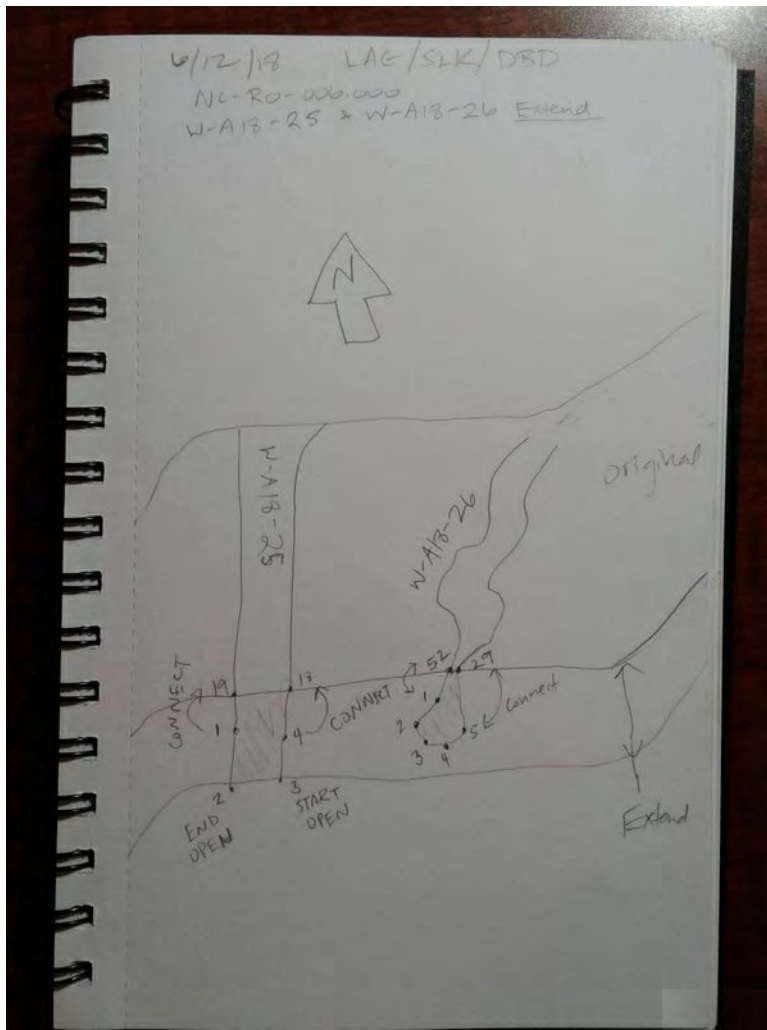 6/12/18 LAG/SLK/DBD
NC-RO-006.000
W-A18-25 & W-A18-26 Extend
N
W-A18-25
W-A18-26
original
CONNECT
19
18
CONNECT
52
29
connect
1
4
1
2
3
4
5
2
3
END
OPEN
START
OPEN
Extend